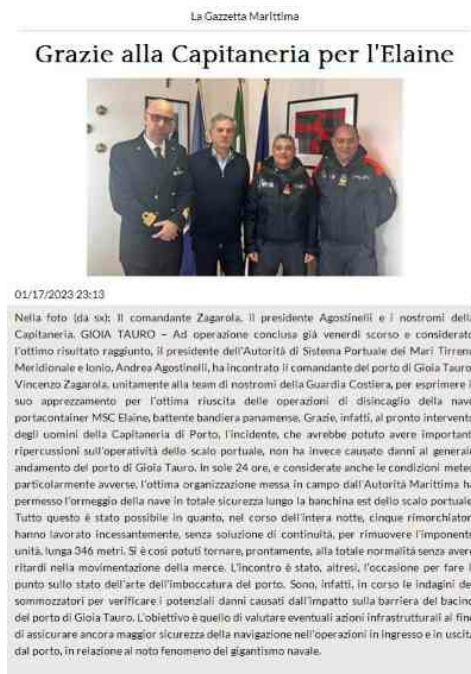 La Gazzetta Marittima
Grazie alla Capitaneria per l'Elaine
01/17/2023 23:13
Nella foto (da sx): Il comandante Zagarola, il presidente Agostinelli e i nostromi della
Capitaneria. GIOIA TAURO – Ad operazione conclusa già venerdì scorso e considerato
l'ottimo risultato raggiunto, il presidente dell'Autorità di Sistema Portuale dei Mari Tirreno
Meridionale e Ionio, Andrea Agostinelli, ha incontrato il comandante del porto di Gioia Tauro,
Vincenzo Zagarola, unitamente alla team di nostromi della Guardia Costiera, per esprimere il
suo apprezzamento per l'ottima riuscita delle operazioni di disincaglio della nave
portacontainer MSC Elaine, battente bandiera panamense. Grazie, infatti, al pronto intervento
degli uomini della Capitaneria di Porto, l'incidente, che avrebbe potuto avere importanti
ripercussioni sull'operatività dello scalo portuale, non ha invece causato danni al generale
andamento del porto di Gioia Tauro. In sole 24 ore, e considerate anche le condizioni meteo
particolarmente avverse, l'ottima organizzazione messa in campo dall'Autorità Marittima ha
permesso l'ormeggio della nave in totale sicurezza lungo la banchina est dello scalo portuale.
Tutto questo è stato possibile in quanto, nel corso dell'intera notte, cinque rimorchiatori
hanno lavorato incessantemente, senza soluzione di continuità, per rimuovere l'imponente
unità, lunga 346 metri. Si è così potuti tornare, prontamente, alla totale normalità senza avere
ritardi nella movimentazione della merce. L'incontro è stato, altresì, l'occasione per fare il
punto sullo stato dell'arte dell'imboccatura del porto. Sono, infatti, in corso le indagini dei
sommozzatori per verificare i potenziali danni causati dall'impatto sulla barriera del bacino
del porto di Gioia Tauro. L'obiettivo è quello di valutare eventuali azioni infrastrutturali al fine
di assicurare ancora maggior sicurezza della navigazione nell'operazioni in ingresso e in uscita
dal porto, in relazione al noto fenomeno del gigantismo navale.